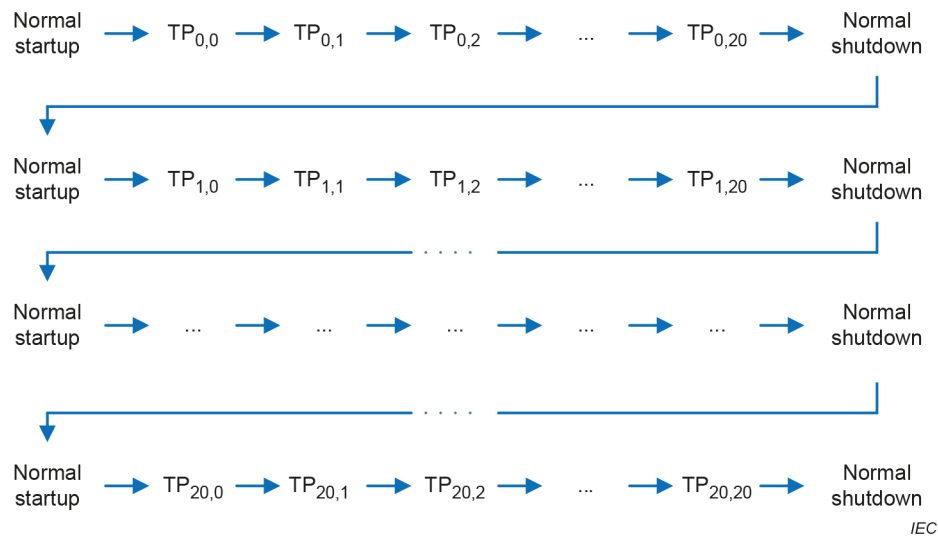 Normal startup TP0,0 TP0,1 TP0,2 ... TP0,20 Normal shutdown
Normal startup TP1,0 TP1,1 TP1,2 ... TP1,20 Normal shutdown
. . . .
Normal startup ... ... ... ... ... Normal shutdown
. . . .
Normal startup TP20,0 TP20,1 TP20,2 ... TP20,20 Normal shutdown
IEC